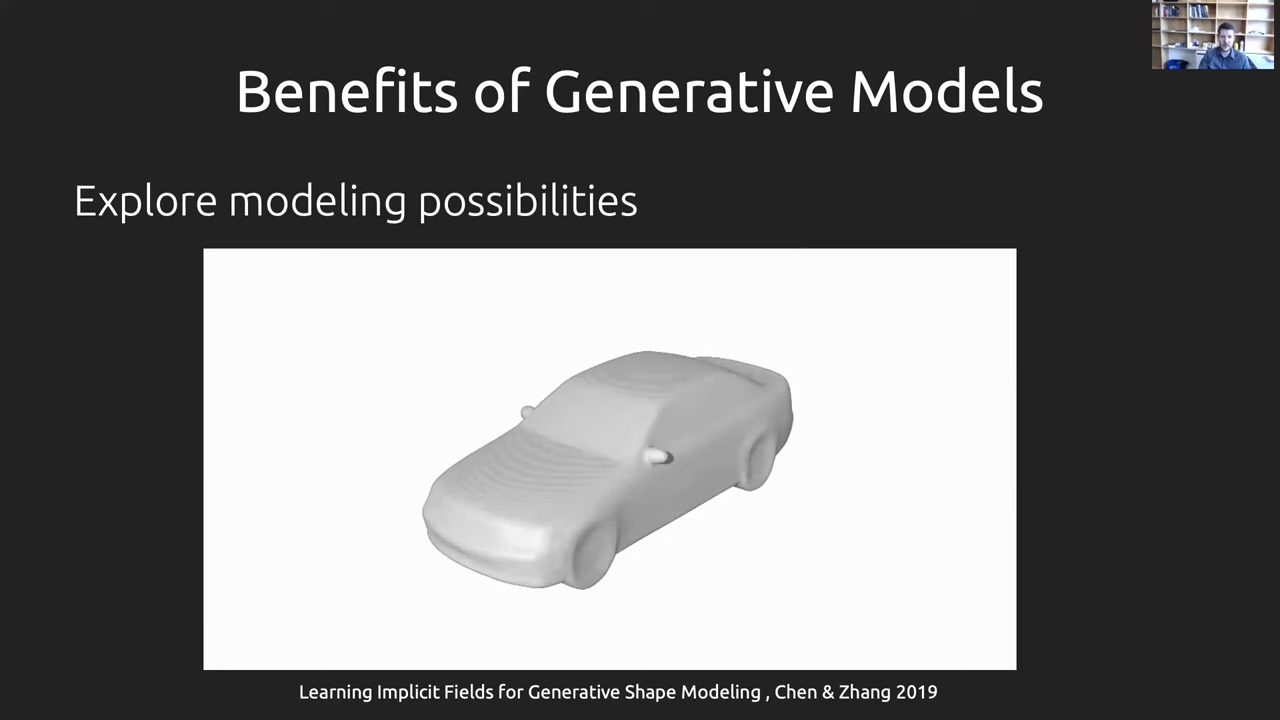 Benefits of Generative Models
Explore modeling possibilities
Learning Implicit Fields for Generative Shape Modeling , Chen & Zhang 2019